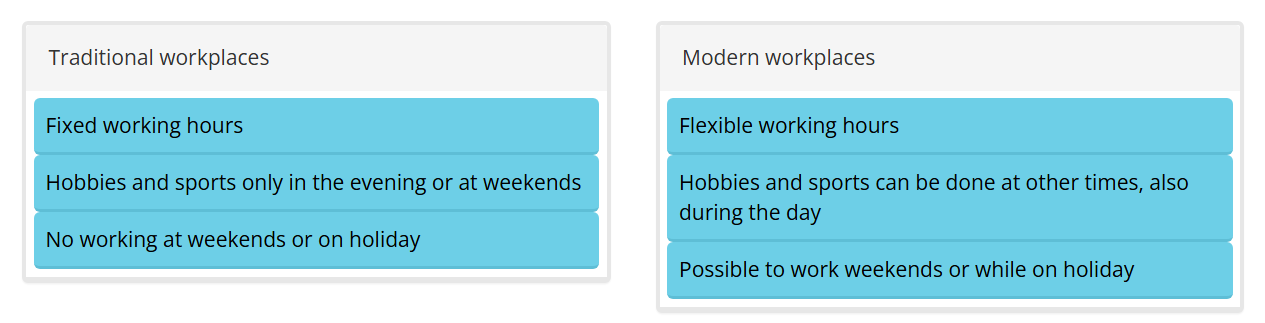 Traditional workplaces
Fixed working hours
Hobbies and sports only in the evening or at weekends
No working at weekends or on holiday
Modern workplaces
Flexible working hours
Hobbies and sports can be done at other times, also
during the day
Possible to work weekends or while on holiday